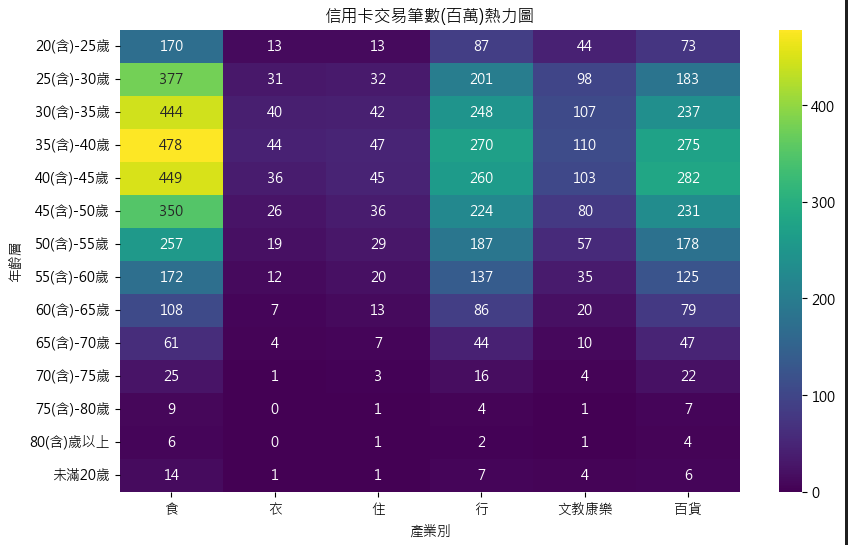 信用卡交易筆數(百萬)熱力圖
20(含)-25歲 170 13 13 87 44 73
25(含)-30歲 377 31 32 201 98 183
30(含)-35歲 444 40 42 248 107 237
35(含)-40歲 478 44 47 270 110 275
40(含)-45歲 449 36 45 260 103 282
45(含)-50歲 350 26 36 224 80 231
50(含)-55歲 257 19 29 187 57 178
55(含)-60歲 172 12 20 137 35 125
60(含)-65歲 108 7 13 86 20 79
65(含)-70歲 61 4 7 44 10 47
70(含)-75歲 25 1 3 16 4 22
75(含)-80歲 9 0 1 4 1 7
80(含)歲以上 6 0 1 2 1 4
未滿20歲 14 1 1 7 4 6
食 衣 住 行 文教康樂 百貨
產業別
年齡層
400
300
200
100
0